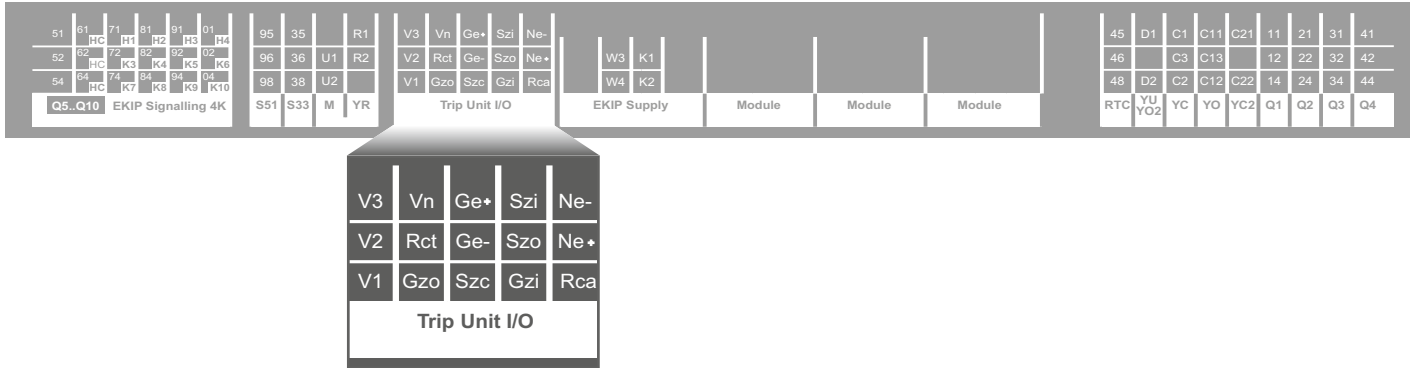 51 61 HC 71 H1 81 H2 91 H3 01 H4 95 35 R1 V3 Vn Ge+ Szi Ne- 45 D1 C1 C11 C21 11 21 31 41
52 62 HC 72 K3 82 K4 92 K5 02 K6 96 36 U1 R2 V2 Rct Ge- Szo Ne+ W3 K1 46 C3 C13 12 22 32 42
54 64 HC 74 K7 84 K8 94 K9 04 K10 98 38 U2 V1 Gzo Szc Gzi Rca W4 K2 48 D2 C2 C12 C22 14 24 34 44
Q5..Q10 EKIP Signalling 4K S51 S33 M YR Trip Unit I/O EKIP Supply Module Module Module RTC YU YO2 YC YO YC2 Q1 Q2 Q3 Q4
V3 Vn Ge+ Szi Ne-
V2 Rct Ge- Szo Ne+
V1 Gzo Szc Gzi Rca
Trip Unit I/O